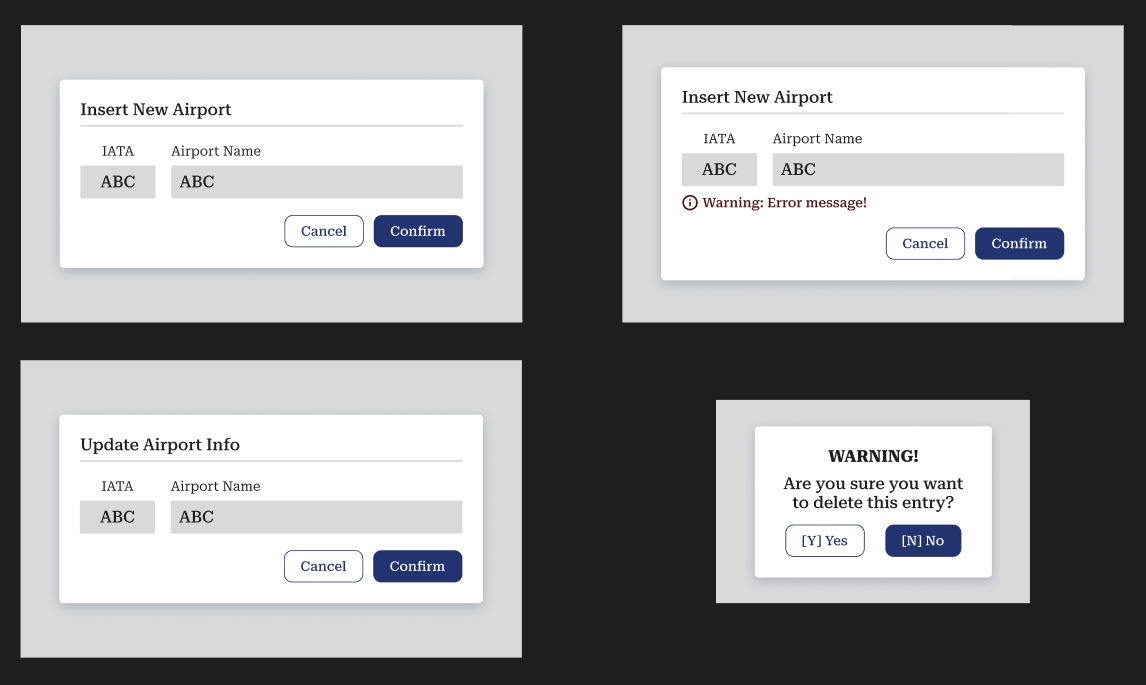 Insert New Airport
IATA Airport Name
ABC ABC
Cancel Confirm
Insert New Airport
IATA Airport Name
ABC ABC
Warning: Error message!
Cancel Confirm
Update Airport Info
IATA Airport Name
ABC ABC
Cancel Confirm
WARNING!
Are you sure you want
to delete this entry?
[Y] Yes [N] No